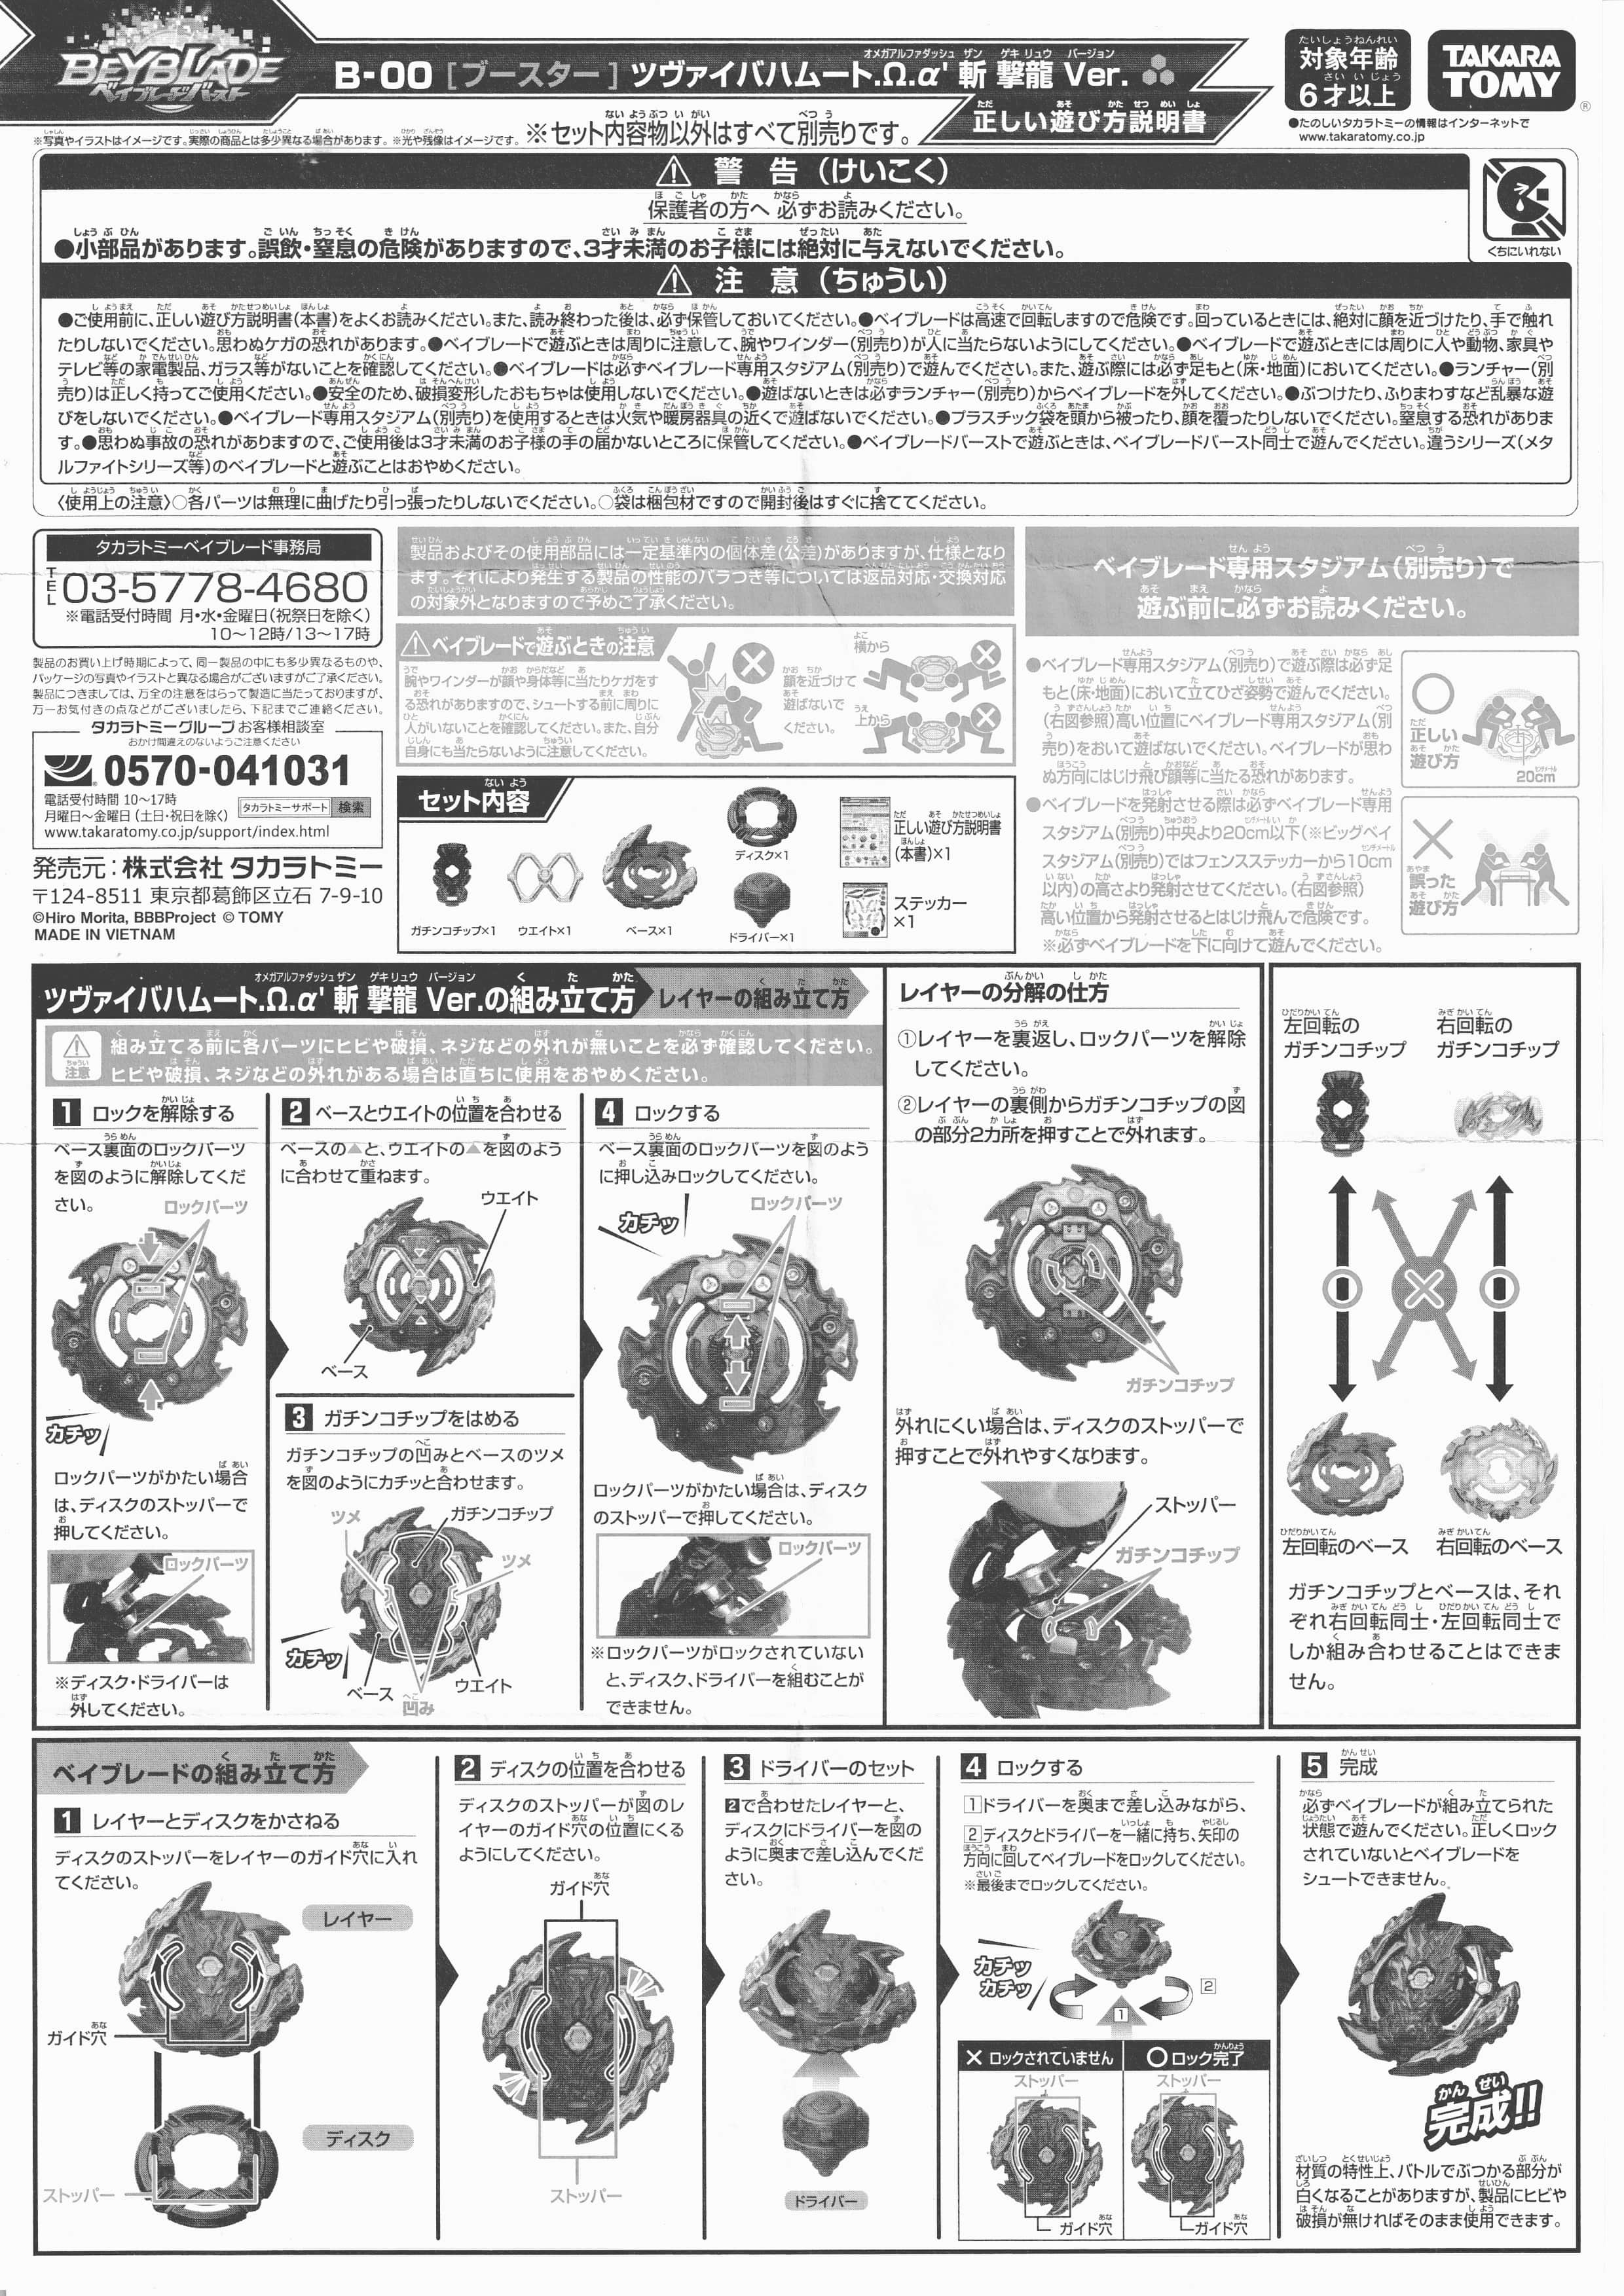 BEYBLADE
ベイブレードバースト
B-00 [ブースター] ツヴァイバハムート.Ω.α' 斬 撃龍 Ver.
正しい遊び方説明書
対象年齢
6才以上
TAKARA
TOMY
●たのしいタカラトミーの情報はインターネットで
www.takaratomy.co.jp
※写真やイラストはイメージです。実際の商品とは多少異なる場合があります。※光や残像はイメージです。
※セット内容物以外はすべて別売りです。
警 告 (けいこく)
保護者の方へ 必ずお読みください。
●小部品があります。誤飲・窒息の危険がありますので、3才未満のお子様には絶対に与えないでください。
くちにいれない
注 意 (ちゅうい)
●ご使用前に、正しい遊び方説明書(本書)をよくお読みください。また、読み終わった後は、必ず保管しておいてください。●ベイブレードは高速で回転しますので危険です。回っているときには、絶対に顔を近づけたり、手で触れ
たりしないでください。思わぬケガの恐れがあります。●ベイブレードで遊ぶときは周りに注意して、腕やワインダー(別売り)が人に当たらないようにしてください。●ベイブレードで遊ぶときには周りに人や動物、家具や
テレビ等の家電製品、ガラス等がないことを確認してください。●ベイブレードは必ずベイブレード専用スタジアム(別売り)で遊んでください。また、遊ぶ際には必ず足もと(床・地面)においてください。●ランチャー(別
売り)は正しく持ってご使用ください。●安全のため、破損変形したおもちゃは使用しないでください。●遊ばないときは必ずランチャー(別売り)からベイブレードを外してください。●ぶつけたり、ふりまわすなど乱暴な遊
びをしないでください。●ベイブレード専用スタジアム(別売り)を使用するときは火気や暖房器具の近くで遊ばないでください。●プラスチック袋を頭から被ったり、顔を覆ったりしないでください。窒息する恐れがありま
す。●思わぬ事故の恐れがありますので、ご使用後は3才未満のお子様の手の届かないところに保管してください。●ベイブレードバーストで遊ぶときは、ベイブレードバースト同士で遊んでください。違うシリーズ(メタ
ルファイトシリーズ等)のベイブレードと遊ぶことはおやめください。
〈使用上の注意〉○各パーツは無理に曲げたり引っ張ったりしないでください。○袋は梱包材ですので開封後はすぐに捨ててください。
タカラトミーベイブレード事務局
TEL 03-5778-4680
※電話受付時間 月・水・金曜日(祝祭日を除く)
10〜12時/13〜17時
製品のお買い上げ時期によって、同一製品の中にも多少異なるものや、
パッケージの写真やイラストと異なる場合がございますがご了承ください。
製品につきましては、万全の注意をはらって製造に当たっておりますが、
万一お気付きの点などがございましたら、下記までご連絡ください。
タカラトミーグループ お客様相談室
おかけ間違えのないようご注意ください
0570-041031
電話受付時間 10〜17時
月曜日〜金曜日(土日・祝日を除く)
タカラトミーサポート 検索
www.takaratomy.co.jp/support/index.html
発売元:株式会社 タカラトミー
〒124-8511 東京都葛飾区立石 7-9-10
©Hiro Morita, BBBProject © TOMY
MADE IN VIETNAM
製品およびその使用部品には一定基準内の個体差(公差)がありますが、仕様となり
ます。それにより発生する製品の性能のバラつき等については返品対応・交換対応
の対象外となりますので予めご了承ください。
ベイブレードで遊ぶときの注意
腕やワインダーが顔や身体等に当たりケガをす
る恐れがありますので、シュートする前に周りに
人がいないことを確認してください。また、自分
自身にも当たらないように注意してください。
顔を近づけて
遊ばないで
ください。
横から
上から
セット内容
ガチンコチップ×1
ウエイト×1
ベース×1
ディスク×1
ドライバー×1
正しい遊び方説明書
(本書)×1
ステッカー
×1
ベイブレード専用スタジアム(別売り)で
遊ぶ前に必ずお読みください。
●ベイブレード専用スタジアム(別売り)で遊ぶ際は必ず足
もと(床・地面)において立てひざ姿勢で遊んでください。
(右図参照)高い位置にベイブレード専用スタジアム(別
売り)をおいて遊ばないでください。ベイブレードが思わ
ぬ方向にはじけ飛び顔等に当たる恐れがあります。
●ベイブレードを発射させる際は必ずベイブレード専用
スタジアム(別売り)中央より20cm以下(※ビッグベイ
スタジアム(別売り)ではフェンスステッカーから10cm
以内)の高さより発射させてください。(右図参照)
高い位置から発射させるとはじけ飛んで危険です。
※必ずベイブレードを下に向けて遊んでください。
正しい
遊び方
20cm
誤った
遊び方
ツヴァイバハムート.Ω.α' 斬 撃龍 Ver.の組み立て方
レイヤーの組み立て方
注意
組み立てる前に各パーツにヒビや破損、ネジなどの外れが無いことを必ず確認してください。
ヒビや破損、ネジなどの外れがある場合は直ちに使用をおやめください。
1 ロックを解除する
ベース裏面のロックパーツ
を図のように解除してくだ
さい。
ロックパーツ
カチッ
ロックパーツがかたい場合
は、ディスクのストッパーで
押してください。
ロックパーツ
※ディスク・ドライバーは
外してください。
2 ベースとウエイトの位置を合わせる
ベースの▲と、ウエイトの▲を図のよう
に合わせて重ねます。
ウエイト
ベース
3 ガチンコチップをはめる
ガチンコチップの凹みとベースのツメ
を図のようにカチッと合わせます。
ツメ
ガチンコチップ
ツメ
カチッ
ベース
凹み
ウエイト
4 ロックする
ベース裏面のロックパーツを図のよう
に押し込みロックしてください。
カチッ
ロックパーツ
ロックパーツがかたい場合は、ディスク
のストッパーで押してください。
ロックパーツ
※ロックパーツがロックされていない
と、ディスク、ドライバーを組むことが
できません。
レイヤーの分解の仕方
①レイヤーを裏返し、ロックパーツを解除
してください。
②レイヤーの裏側からガチンコチップの図
の部分2カ所を押すことで外れます。
ガチンコチップ
外れにくい場合は、ディスクのストッパーで
押すことで外れやすくなります。
ストッパー
ガチンコチップ
左回転の
ガチンコチップ
右回転の
ガチンコチップ
左回転のベース
右回転のベース
ガチンコチップとベースは、それ
ぞれ右回転同士・左回転同士で
しか組み合わせることはできま
せん。
ベイブレードの組み立て方
1 レイヤーとディスクをかさねる
ディスクのストッパーをレイヤーのガイド穴に入れ
てください。
レイヤー
ガイド穴
ディスク
ストッパー
2 ディスクの位置を合わせる
ディスクのストッパーが図のレ
イヤーのガイド穴の位置にくる
ようにしてください。
ガイド穴
ストッパー
3 ドライバーのセット
2で合わせたレイヤーと、
ディスクにドライバーを図の
ように奥まで差し込んでくだ
さい。
ドライバー
4 ロックする
1ドライバーを奥まで差し込みながら、
2ディスクとドライバーを一緒に持ち、矢印の
方向に回してベイブレードをロックしてください。
※最後までロックしてください。
カチッ
カチッ
1
2
× ロックされていません
○ ロック完了
ストッパー
ストッパー
ガイド穴
ガイド穴
5 完成
必ずベイブレードが組み立てられた
状態で遊んでください。正しくロック
されていないとベイブレードを
シュートできません。
完成!!
材質の特性上、バトルでぶつかる部分が
白くなることがありますが、製品にヒビや
破損が無ければそのまま使用できます。